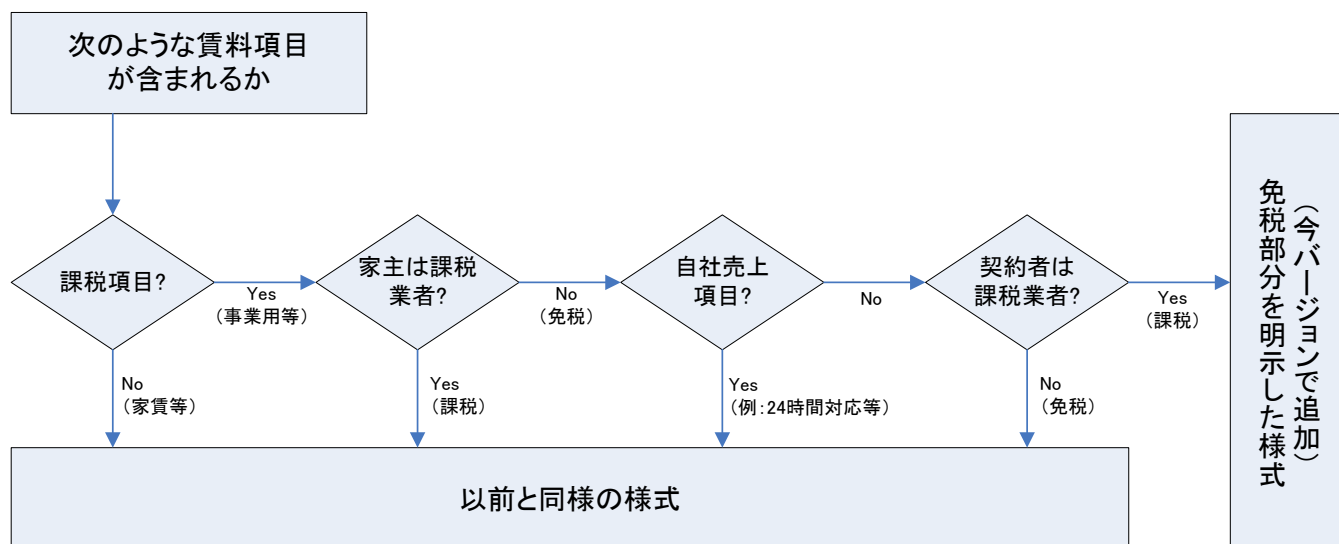 次のような賃料項目
が含まれるか
課税項目?
Yes
（事業用等）
家主は課税
業者?
No
（免税）
自社売上
項目?
No
契約者は
課税業者?
Yes
（課税）
No
（家賃等）
Yes
（課税）
Yes
（例：24時間対応等）
No
（免税）
以前と同様の様式
（今バージョンで追加）
免税部分を明示した様式